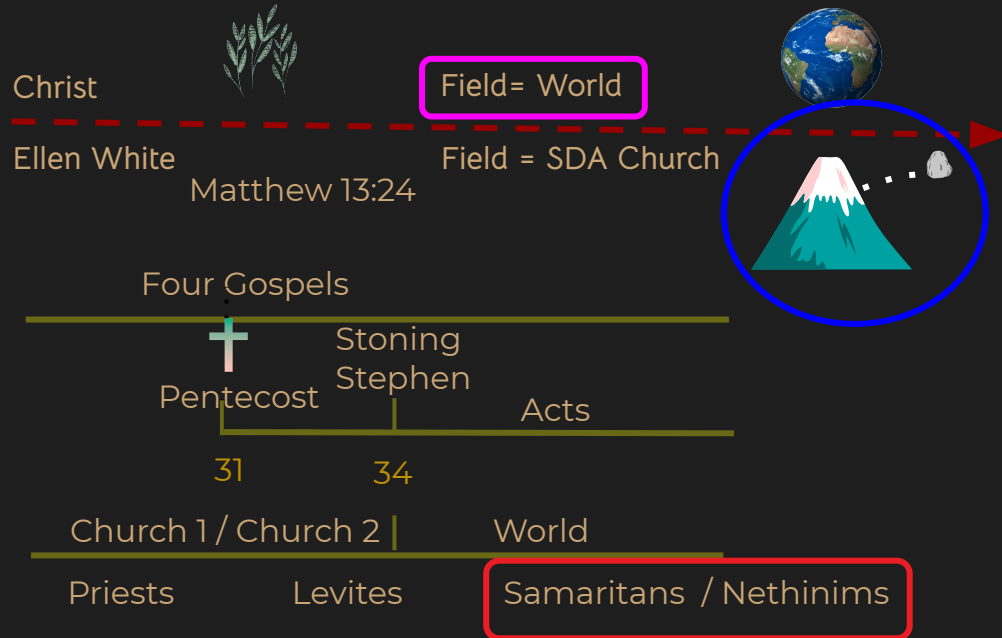 Christ
Field= World
Ellen White
Field = SDA Church
Matthew 13:24
Four Gospels
Stoning
Stephen
Pentecost
Acts
31
34
Church 1 / Church 2
World
Priests
Levites
Samaritans / Nethinims